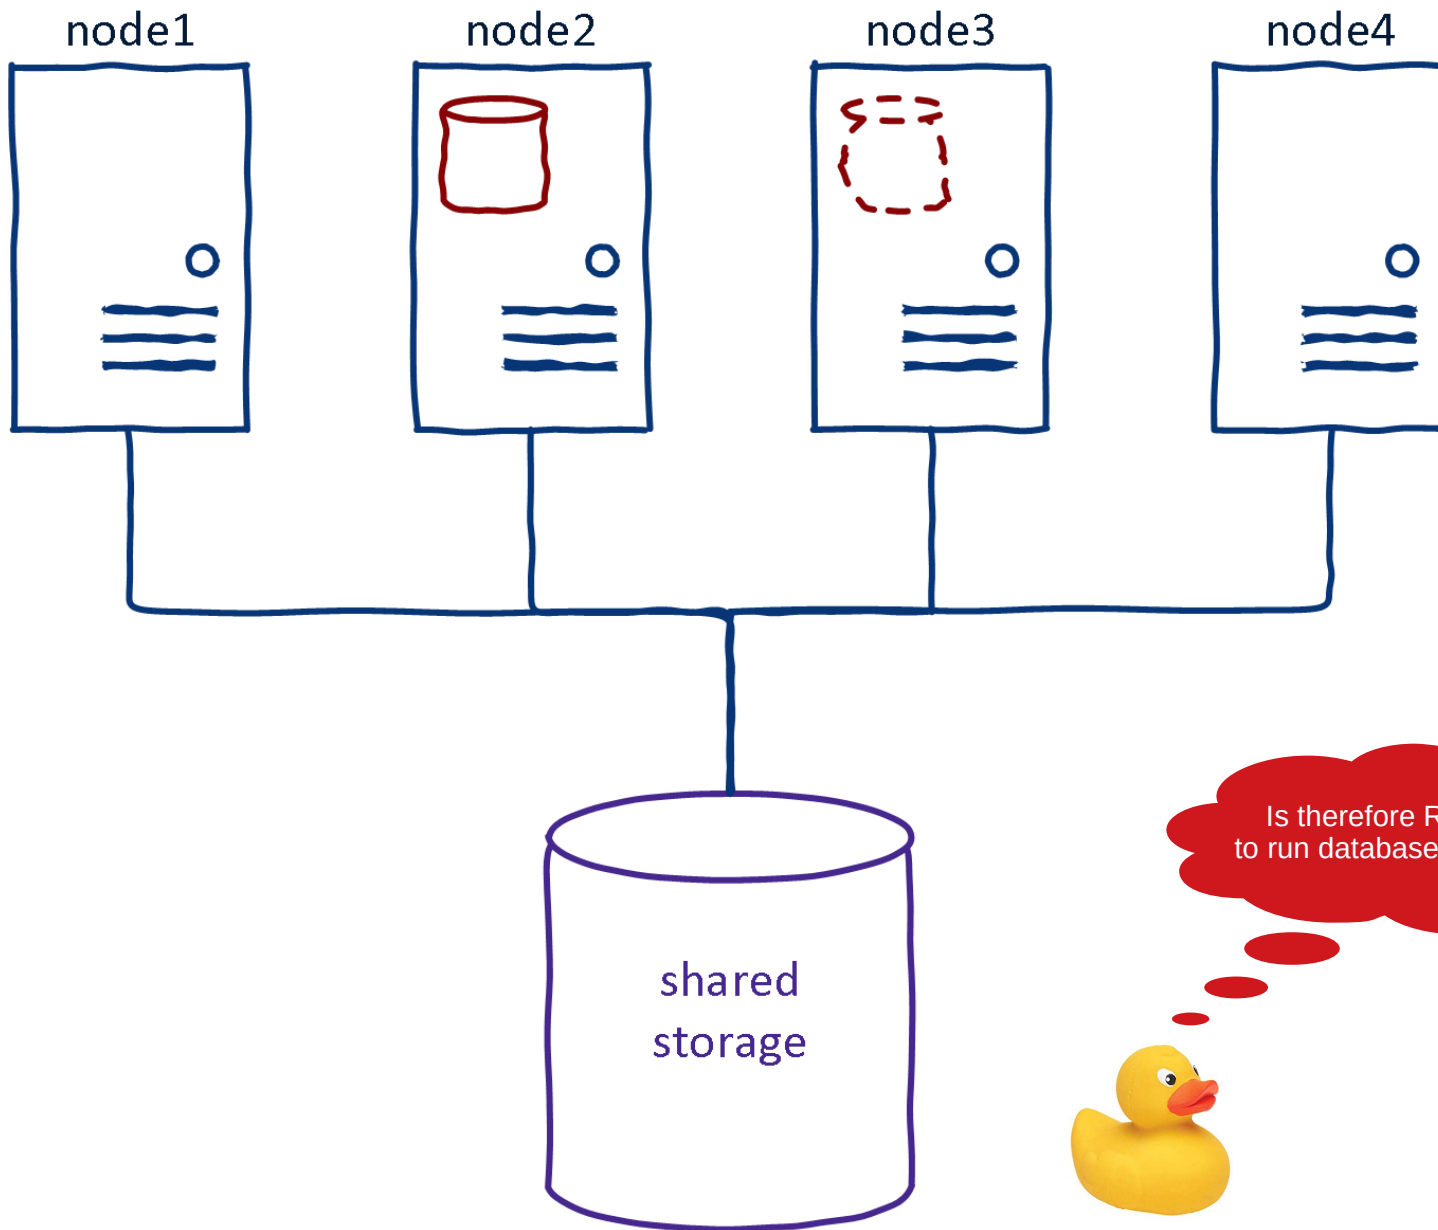 node1
node2
node3
node4
Is therefore R
to run database
shared
storage